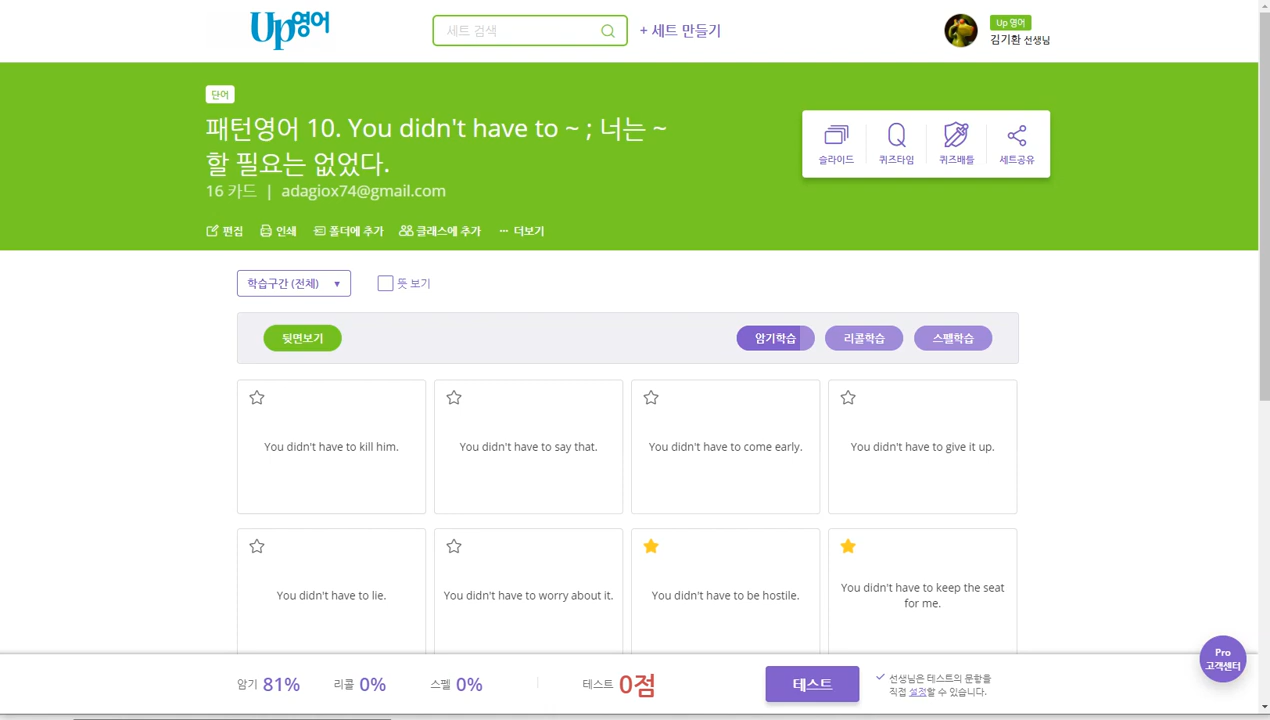 Up영어
세트 검색
+ 세트 만들기
Up 영어
김기환 선생님
단어
패턴영어 10. You didn't have to ~ ; 너는 ~
할 필요는 없었다.
16 카드 | adagiox74@gmail.com
슬라이드 퀴즈타임 퀴즈배틀 세트공유
편집 인쇄 폴더에 추가 클래스에 추가 ··· 더보기
학습구간 (전체) ▼ 뜻 보기
뒷면보기 암기학습 리콜학습 스펠학습
You didn't have to kill him.
You didn't have to say that.
You didn't have to come early.
You didn't have to give it up.
You didn't have to lie.
You didn't have to worry about it.
You didn't have to be hostile.
You didn't have to keep the seat
for me.
Pro
고객센터
암기 81% 리콜 0% 스펠 0% 테스트 0점
테스트
선생님은 테스트의 문항을
직접 설정할 수 있습니다.